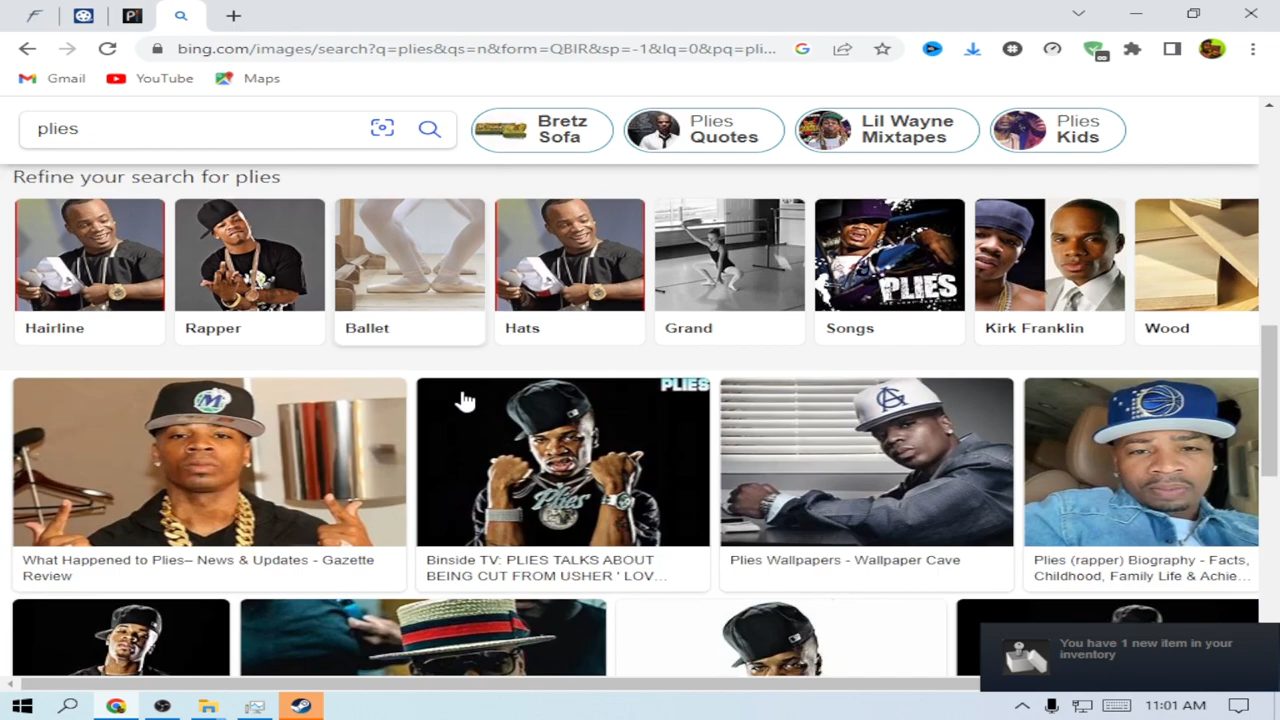 bing.com/images/search?q=plies&qs=n&form=QBIR&sp=-1&lq=0&pq=pli...
Gmail
YouTube
Maps
plies
Bretz
Sofa
Plies
Quotes
Lil Wayne
Mixtapes
Plies
Kids
Refine your search for plies
PLIES
Hairline
Rapper
Ballet
Hats
Grand
Songs
Kirk Franklin
Wood
M
PLIES
Plies
What Happened to Plies– News & Updates - Gazette
Review
Binside TV: PLIES TALKS ABOUT
BEING CUT FROM USHER ' LOV...
Plies Wallpapers - Wallpaper Cave
Plies (rapper) Biography - Facts,
Childhood, Family Life & Achie...
You have 1 new item in your
inventory
11:01 AM